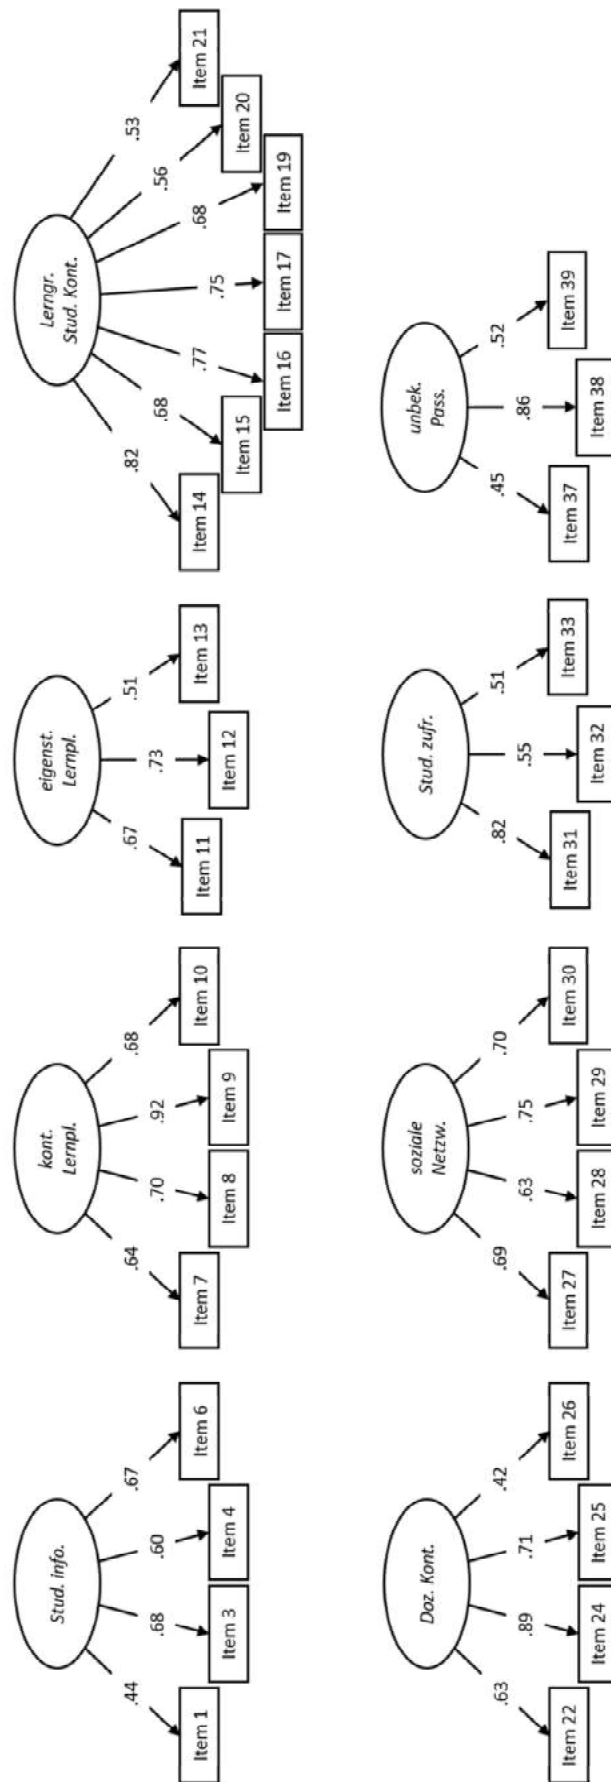 Stud. info.
.44
.68
.60
.67
Item 1
Item 3
Item 4
Item 6
kont.
Lernpl.
.64
.70
.92
.68
Item 7
Item 8
Item 9
Item 10
eigenst.
Lernpl.
.67
.73
.51
Item 11
Item 12
Item 13
Lerngr.
Stud. Kont.
.82
.68
.77
.75
.68
.56
.53
Item 14
Item 15
Item 16
Item 17
Item 19
Item 20
Item 21
Doz. Kont.
.63
.89
.71
.42
Item 22
Item 24
Item 25
Item 26
soziale
Netzw.
.69
.63
.75
.70
Item 27
Item 28
Item 29
Item 30
Stud. zufr.
.82
.55
.51
Item 31
Item 32
Item 33
unbek.
Pass.
.45
.86
.52
Item 37
Item 38
Item 39